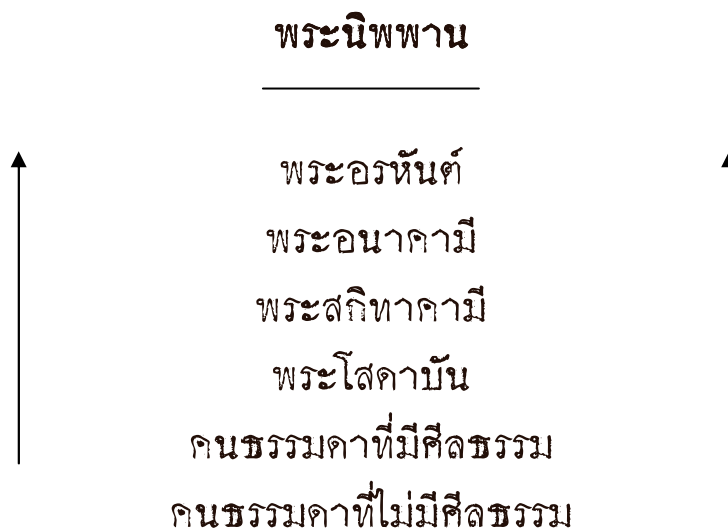 พระนิพพาน
พระอรหันต์
พระอนาคามี
พระสกิทาคามี
พระโสดาบัน
คนธรรมดาที่มีศีลธรรม
คนธรรมดาที่ไม่มีศีลธรรม